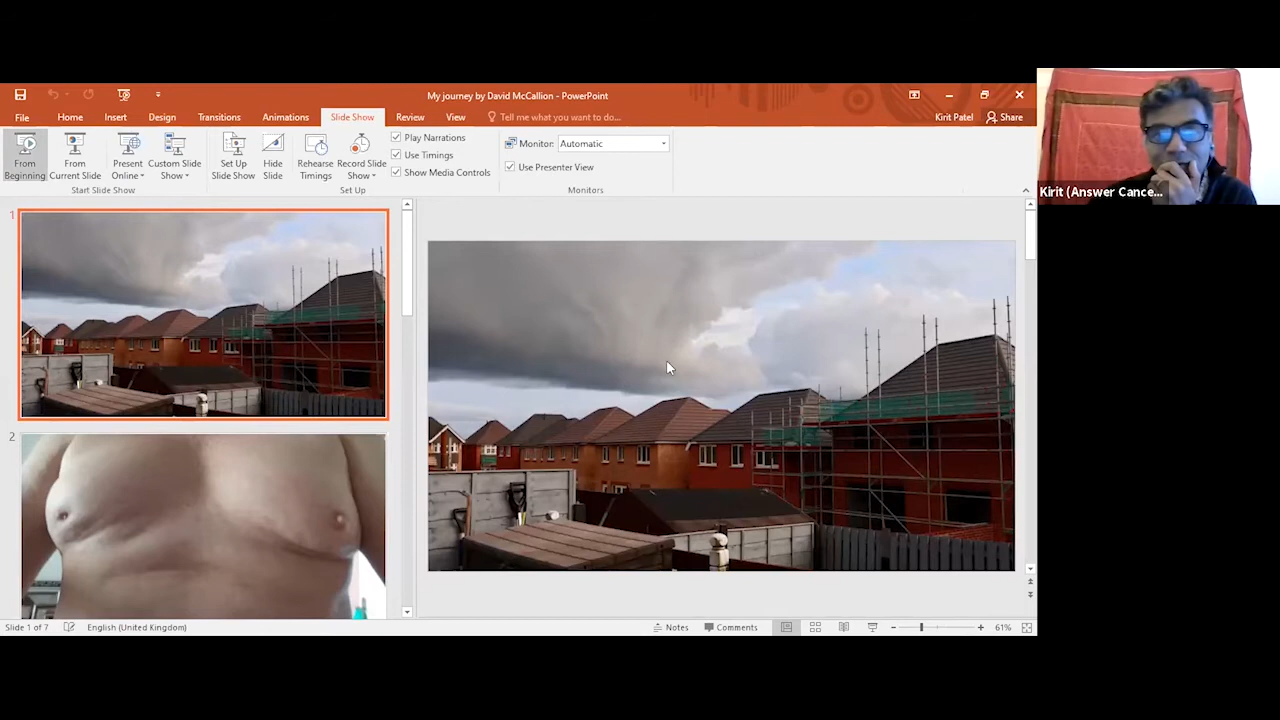 My journey by David McCallion - PowerPoint
File Home Insert Design Transitions Animations Slide Show Review View Tell me what you want to do... Kirit Patel Share
From Beginning
From Current Slide
Present Online
Custom Slide Show
Start Slide Show
Set Up Slide Show
Hide Slide
Rehearse Timings
Record Slide Show
Play Narrations
Use Timings
Show Media Controls
Set Up
Monitor: Automatic
Use Presenter View
Monitors
Kirit (Answer Cance...
1
2
Slide 1 of 7 English (United Kingdom) Notes Comments 61%